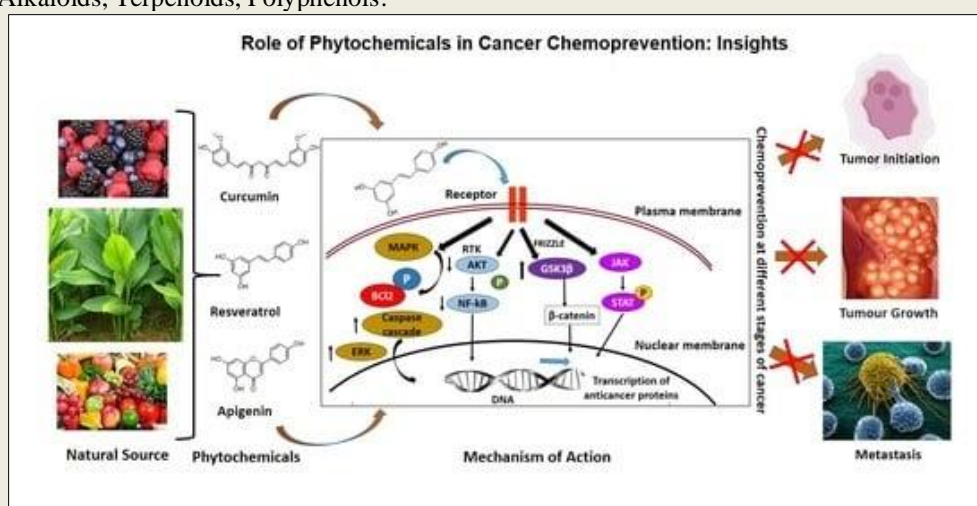 Alkaloids, Terpenoids, Polyphenols.
Role of Phytochemicals in Cancer Chemoprevention: Insights
Curcumin
Resveratrol
Apigenin
Natural Source
Phytochemicals
Receptor
Plasma membrane
MAPK
RTK
AKT
FRIZZLE
GSK3β
JAK
P
P
BCl2
NF-kB
STAT
P
Caspase
cascade
β-catenin
ERK
Nuclear membrane
DNA
Transcription of
anticancer proteins
Mechanism of Action
Chemoprevention at different stages of cancer
Tumor Initiation
Tumour Growth
Metastasis